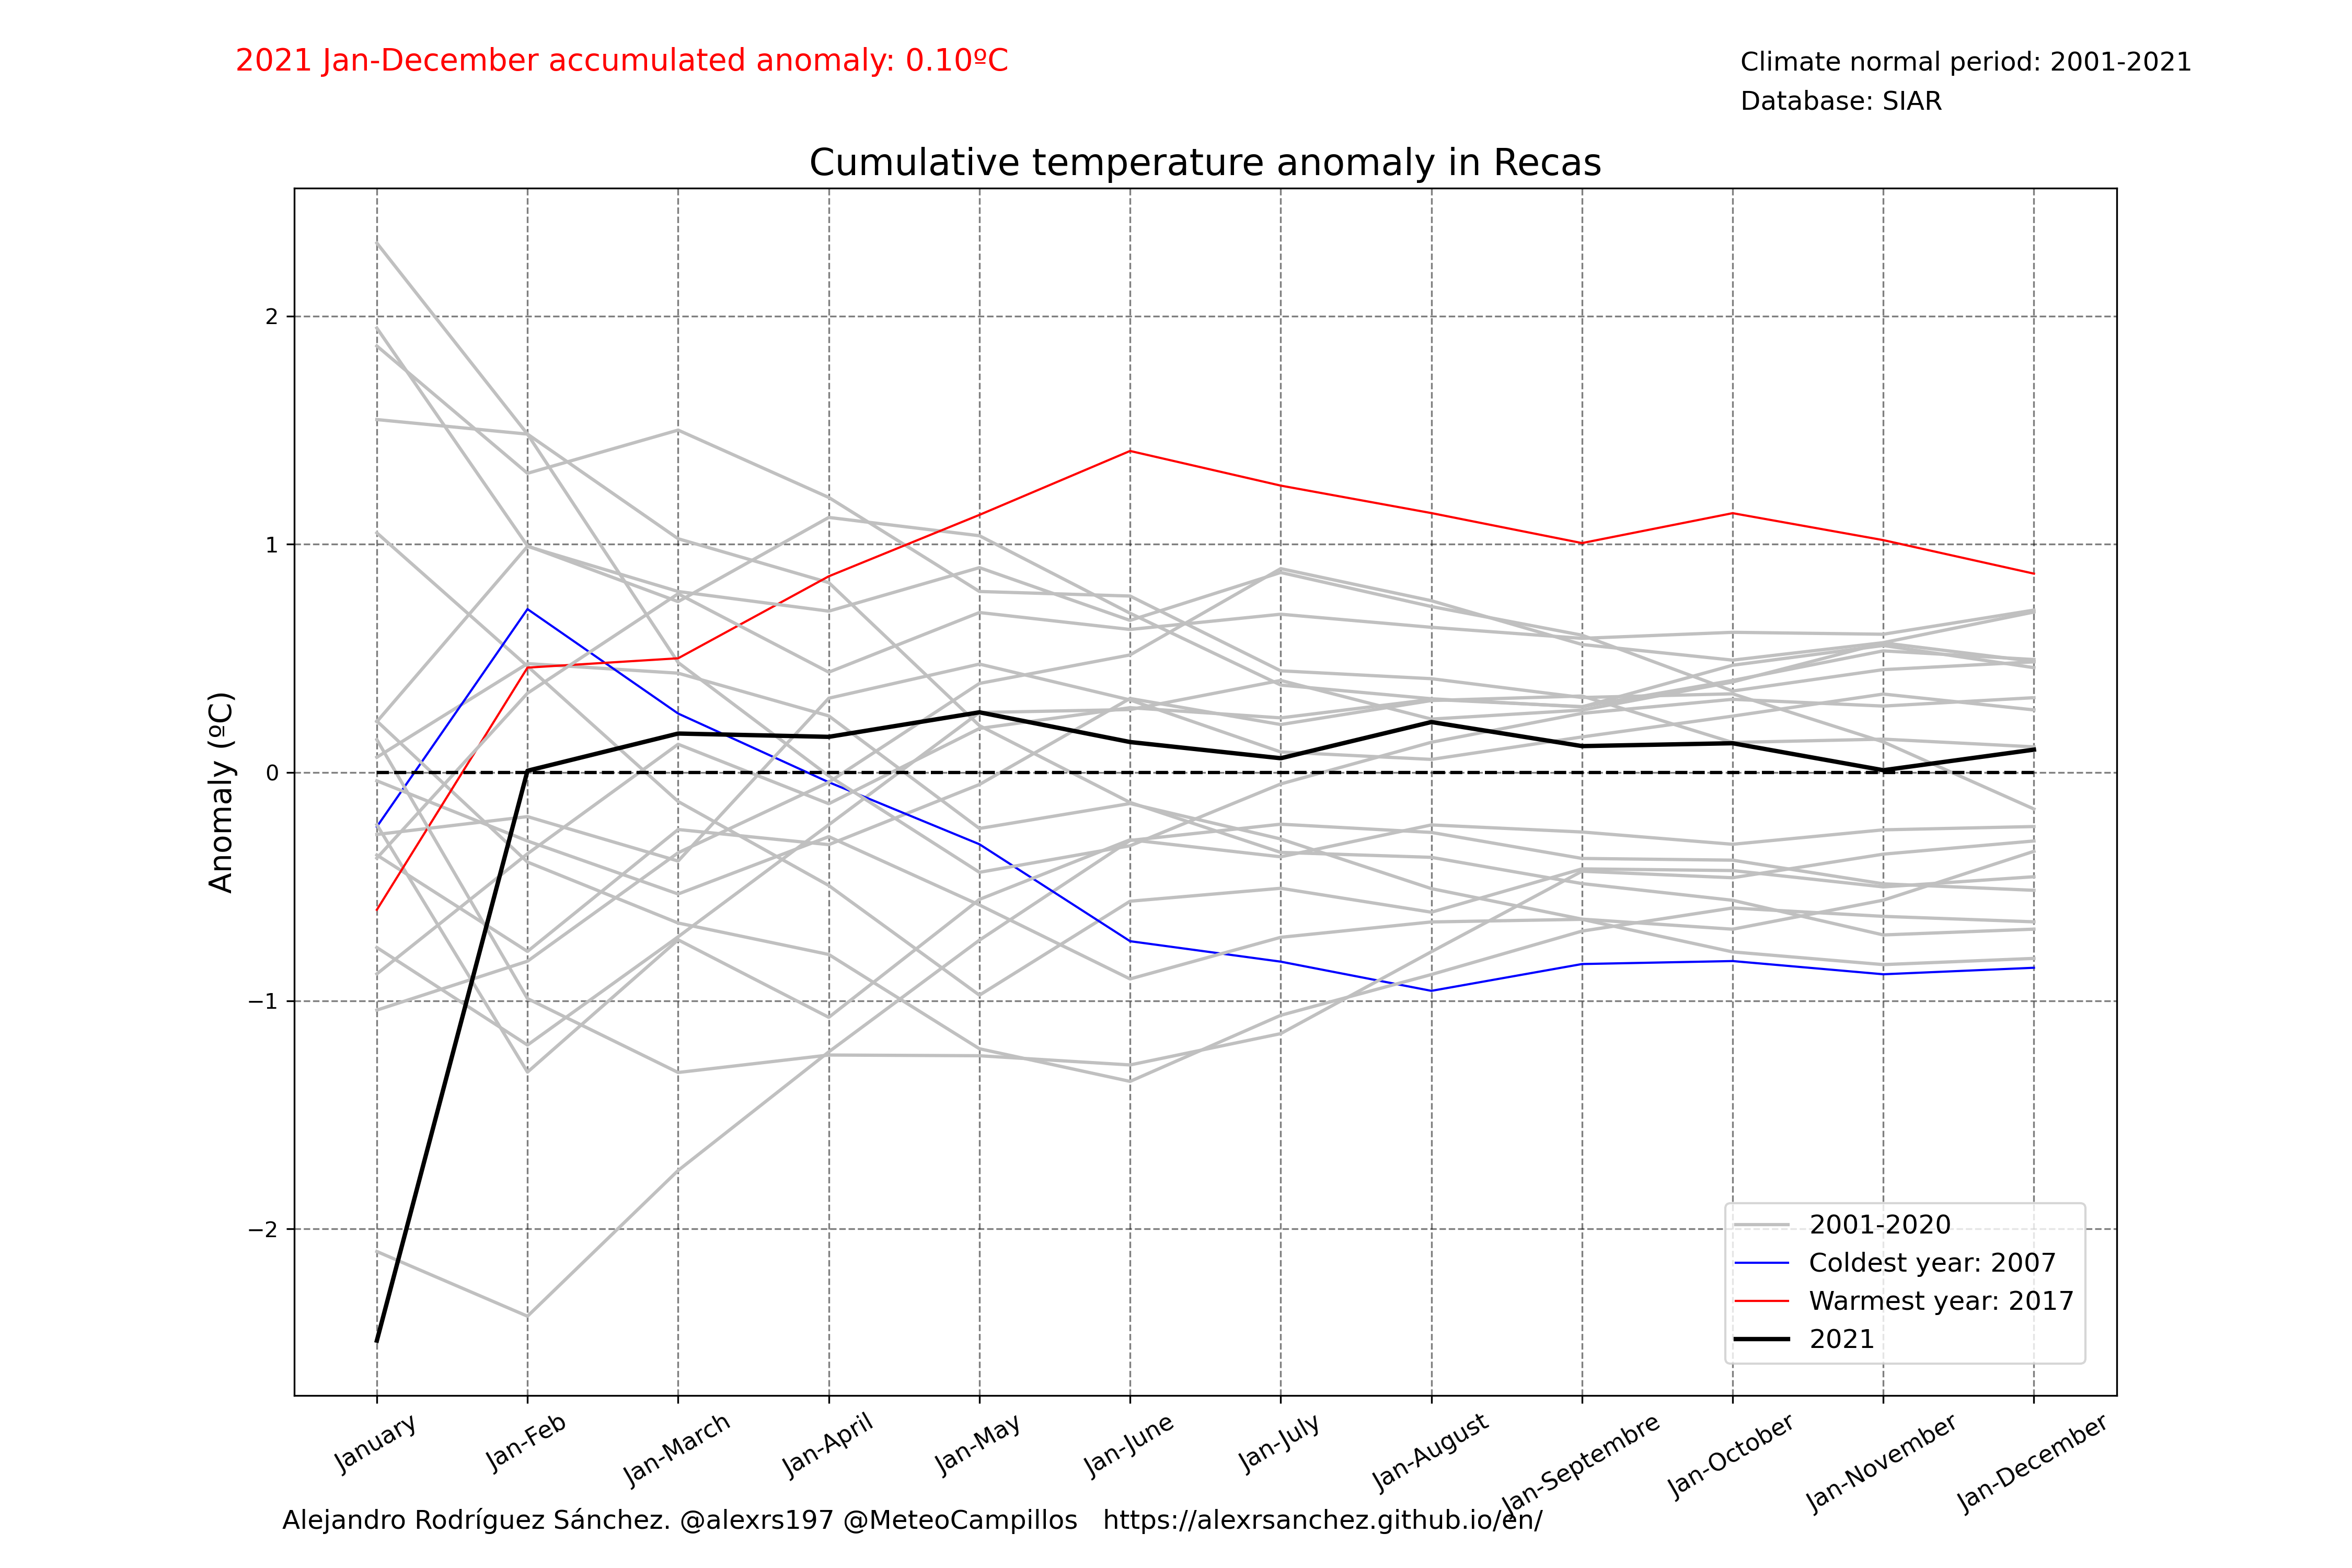 2021 Jan-December accumulated anomaly: 0.10ºC
Climate normal period: 2001-2021
Database: SIAR
Cumulative temperature anomaly in Recas
Anomaly (ºC)
2
1
0
−1
−2
2001-2020
Coldest year: 2007
Warmest year: 2017
2021
January
Jan-Feb
Jan-March
Jan-April
Jan-May
Jan-June
Jan-July
Jan-August
Jan-Septembre
Jan-October
Jan-November
Jan-December
Alejandro Rodríguez Sánchez. @alexrs197 @MeteoCampillos https://alexrsanchez.github.io/en/